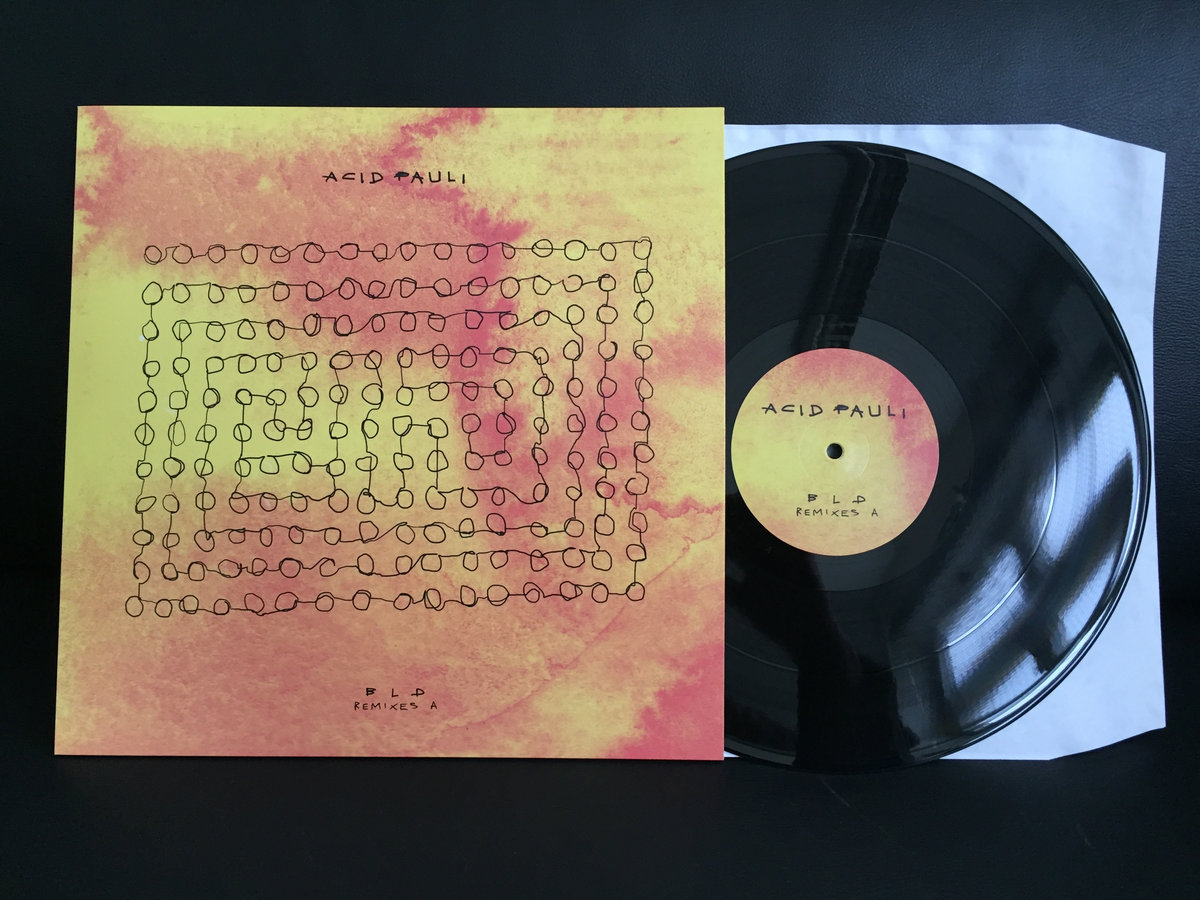 ACID PAULI
B L D
REMIXES A
ACID PAULI
B L D
REMIXES A